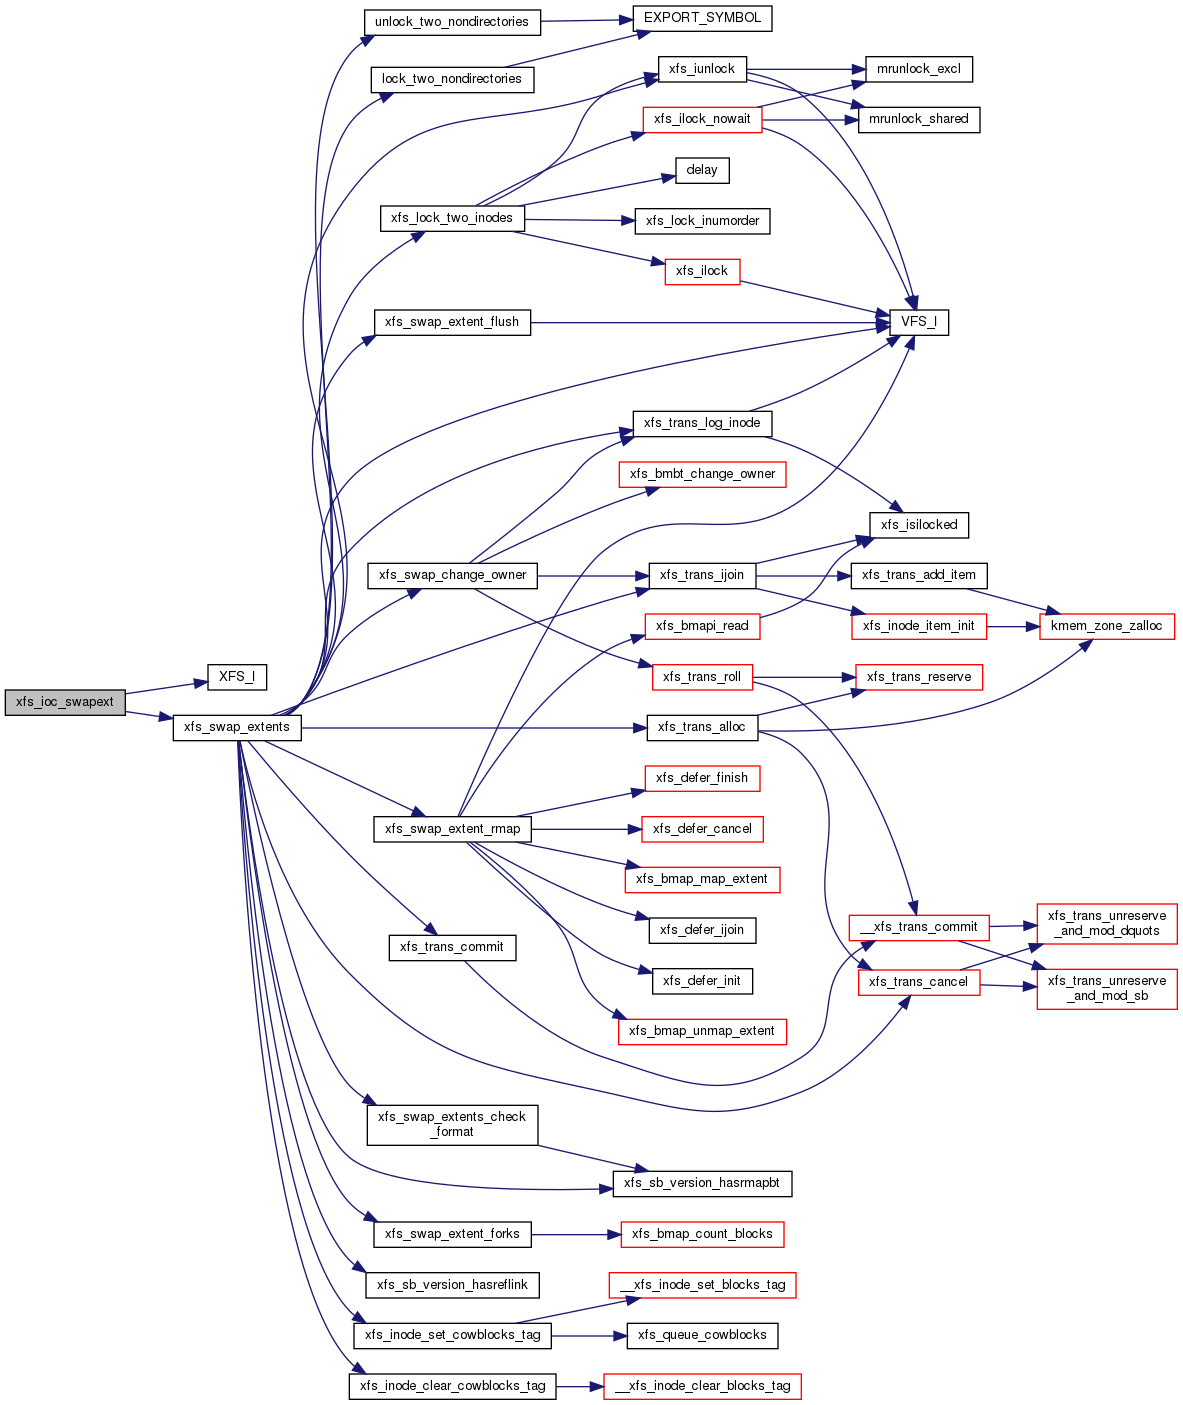 unlock_two_nondirectories
EXPORT_SYMBOL
lock_two_nondirectories
xfs_iunlock
mrunlock_excl
xfs_ilock_nowait
mrunlock_shared
delay
xfs_lock_two_inodes
xfs_lock_inumorder
xfs_ilock
xfs_swap_extent_flush
VFS_I
xfs_trans_log_inode
xfs_bmbt_change_owner
xfs_isilocked
xfs_swap_change_owner
xfs_trans_ijoin
xfs_trans_add_item
xfs_bmapi_read
xfs_inode_item_init
kmem_zone_zalloc
XFS_I
xfs_trans_roll
xfs_trans_reserve
xfs_ioc_swapext
xfs_swap_extents
xfs_trans_alloc
xfs_defer_finish
xfs_swap_extent_rmap
xfs_defer_cancel
xfs_bmap_map_extent
xfs_defer_ijoin
xfs_trans_commit
__xfs_trans_commit
xfs_trans_unreserve
_and_mod_dquots
xfs_defer_init
xfs_trans_cancel
xfs_trans_unreserve
_and_mod_sb
xfs_bmap_unmap_extent
xfs_swap_extents_check
_format
xfs_sb_version_hasrmapbt
xfs_swap_extent_forks
xfs_bmap_count_blocks
xfs_sb_version_hasreflink
__xfs_inode_set_blocks_tag
xfs_inode_set_cowblocks_tag
xfs_queue_cowblocks
xfs_inode_clear_cowblocks_tag
__xfs_inode_clear_blocks_tag